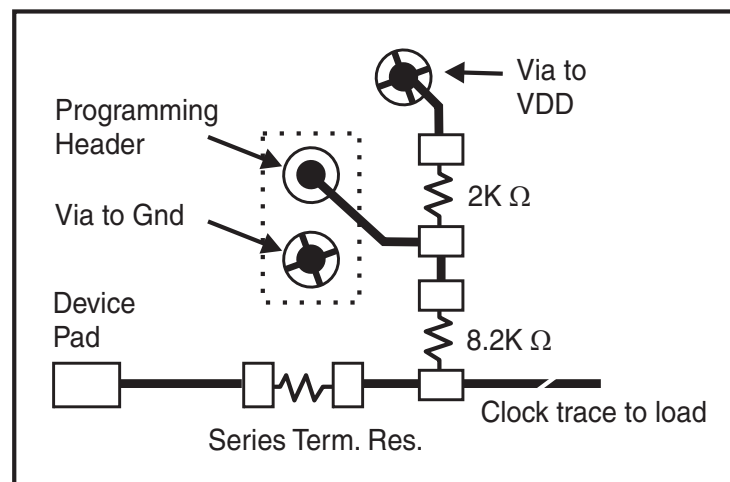 Via to
VDD
Programming
Header
2K Ω
Via to Gnd
Device
Pad
8.2K Ω
Clock trace to load
Series Term. Res.